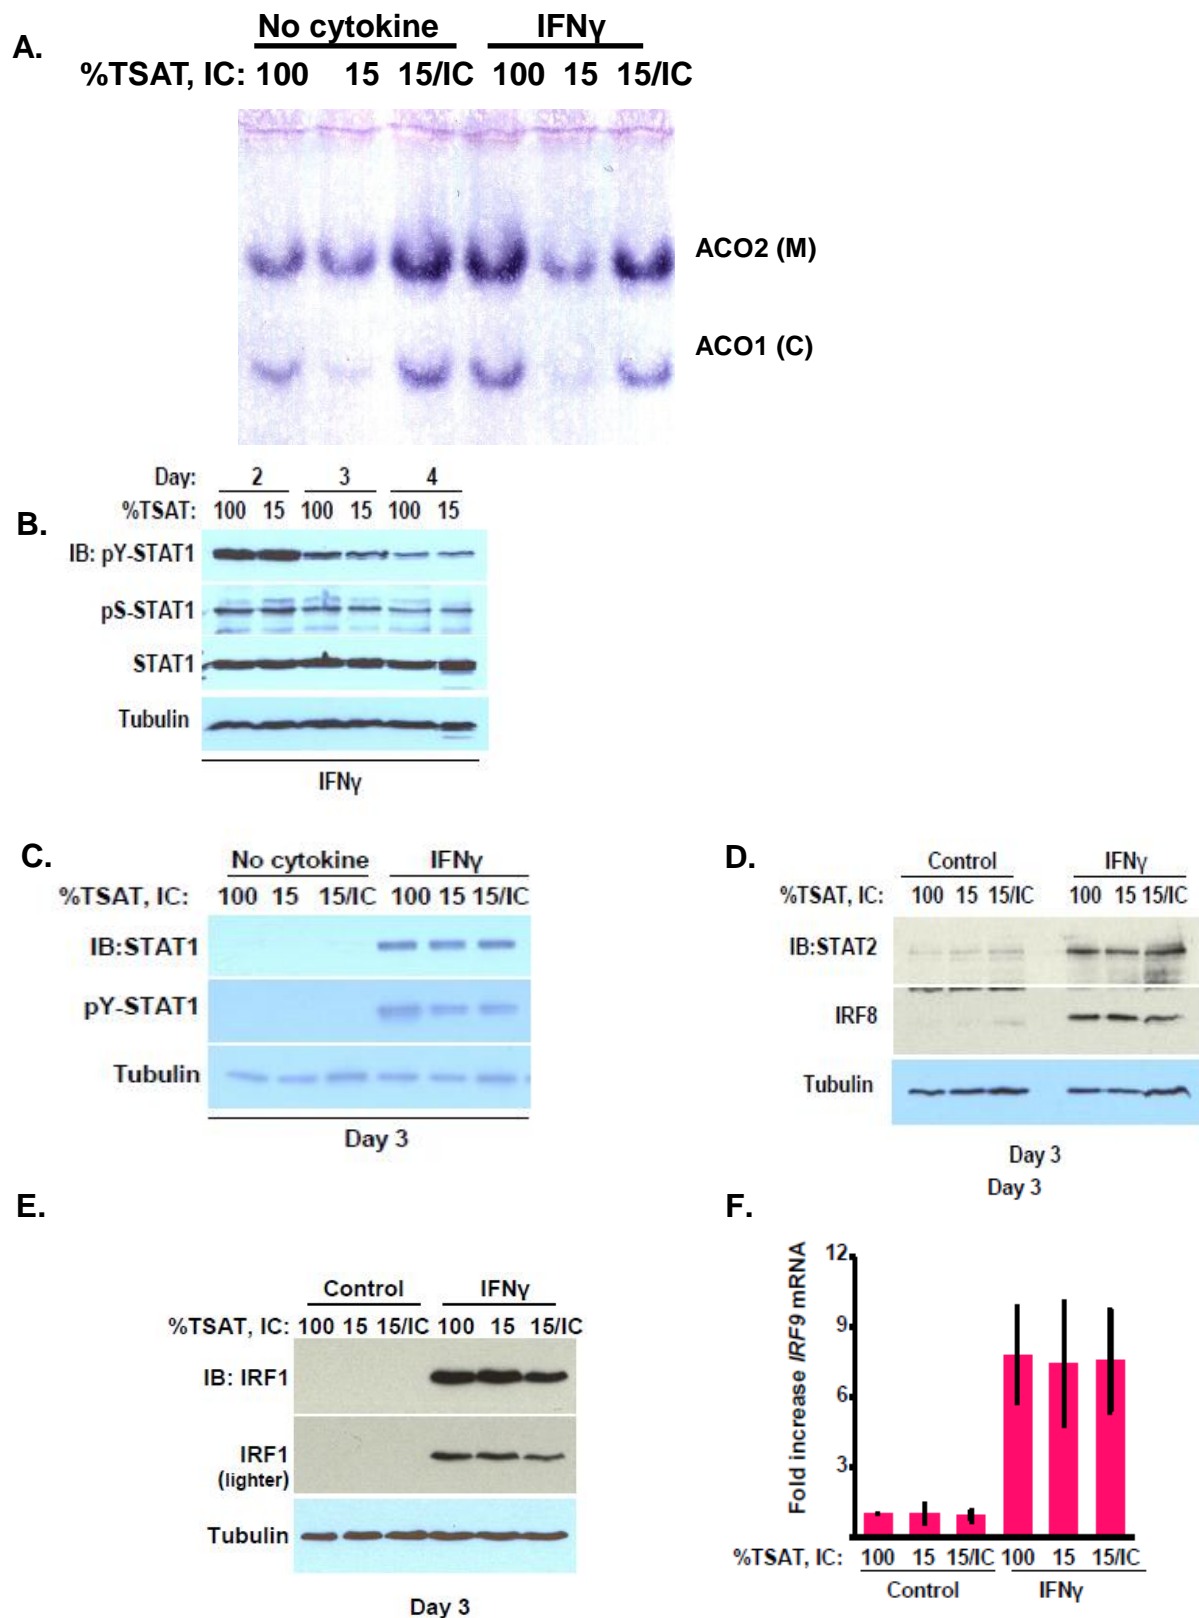 A.
No cytokine IFNγ
%TSAT, IC: 100 15 15/IC 100 15 15/IC
ACO2 (M)
ACO1 (C)
B.
Day: 2 3 4
%TSAT: 100 15 100 15 100 15
IB: pY-STAT1
pS-STAT1
STAT1
Tubulin
IFNγ
C.
No cytokine IFNγ
%TSAT, IC: 100 15 15/IC 100 15 15/IC
IB:STAT1
pY-STAT1
Tubulin
Day 3
D.
Control IFNγ
%TSAT, IC: 100 15 15/IC 100 15 15/IC
IB:STAT2
IRF8
Tubulin
Day 3
Day 3
E.
Control IFNγ
%TSAT, IC: 100 15 15/IC 100 15 15/IC
IB: IRF1
IRF1
(lighter)
Tubulin
Day 3
F.
Fold increase IRF9 mRNA
12
9
6
3
%TSAT, IC: 100 15 15/IC 100 15 15/IC
Control IFNγ